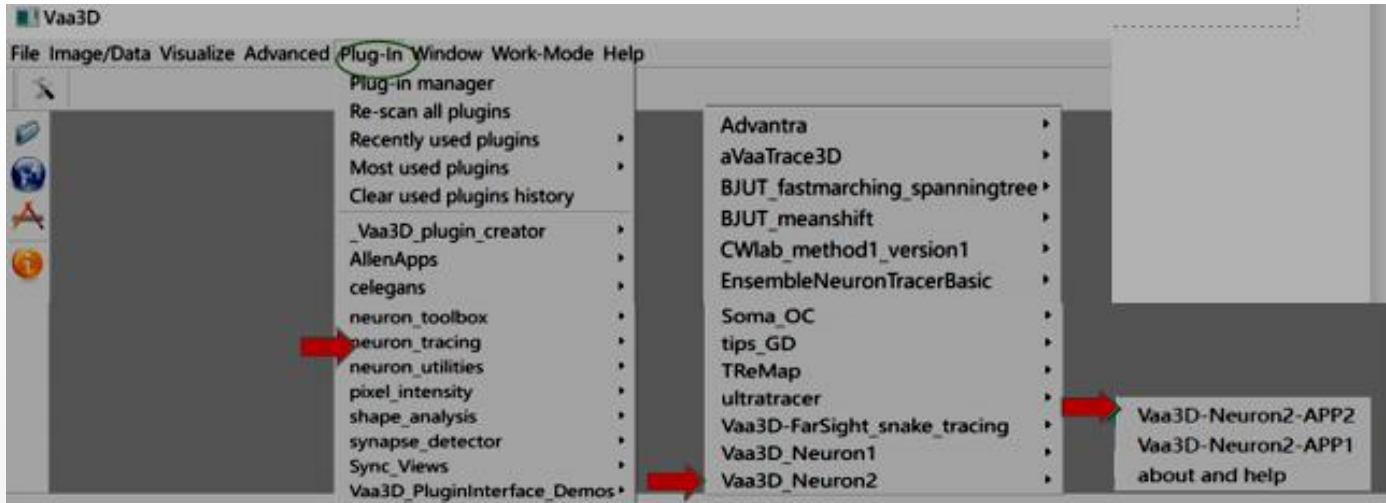 Vaa3D
File Image/Data Visualize Advanced Plug-In Window Work-Mode Help
Plug-in manager
Re-scan all plugins
Recently used plugins
Most used plugins
Clear used plugins history
_Vaa3D_plugin_creator
AllenApps
celegans
neuron_toolbox
neuron_tracing
neuron_utilities
pixel_intensity
shape_analysis
synapse_detector
Sync_Views
Vaa3D_PluginInterface_Demos
Advantra
aVaaTrace3D
BJUT_fastmarching_spanningtree
BJUT_meanshift
CWlab_method1_version1
EnsembleNeuronTracerBasic
Soma_OC
tips_GD
TReMap
ultratracer
Vaa3D-FarSight_snake_tracing
Vaa3D_Neuron1
Vaa3D_Neuron2
Vaa3D-Neuron2-APP2
Vaa3D-Neuron2-APP1
about and help